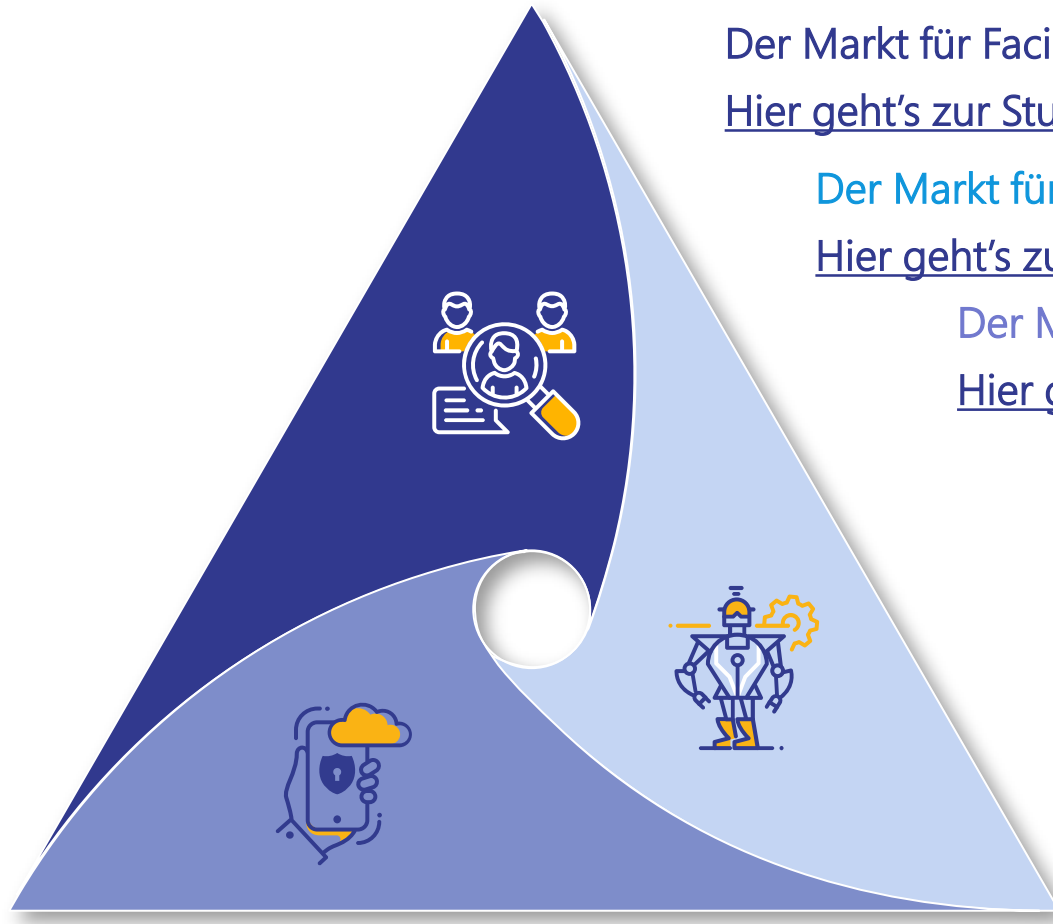 Der Markt für Faci
Hier geht's zur Stu
Der Markt für
Hier geht's zu
Der M
Hier g